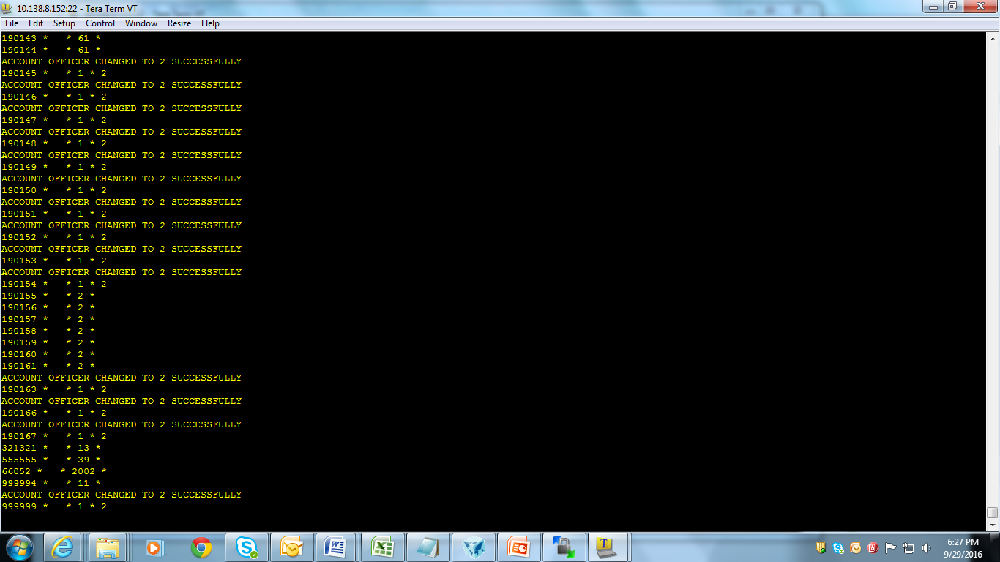 10.138.8.152:22 - Tera Term VT
File Edit Setup Control Window Resize Help
190143 * * 61 *
190144 * * 61 *
ACCOUNT OFFICER CHANGED TO 2 SUCCESSFULLY
190145 * * 1 * 2
ACCOUNT OFFICER CHANGED TO 2 SUCCESSFULLY
190146 * * 1 * 2
ACCOUNT OFFICER CHANGED TO 2 SUCCESSFULLY
190147 * * 1 * 2
ACCOUNT OFFICER CHANGED TO 2 SUCCESSFULLY
190148 * * 1 * 2
ACCOUNT OFFICER CHANGED TO 2 SUCCESSFULLY
190149 * * 1 * 2
ACCOUNT OFFICER CHANGED TO 2 SUCCESSFULLY
190150 * * 1 * 2
ACCOUNT OFFICER CHANGED TO 2 SUCCESSFULLY
190151 * * 1 * 2
ACCOUNT OFFICER CHANGED TO 2 SUCCESSFULLY
190152 * * 1 * 2
ACCOUNT OFFICER CHANGED TO 2 SUCCESSFULLY
190153 * * 1 * 2
ACCOUNT OFFICER CHANGED TO 2 SUCCESSFULLY
190154 * * 1 * 2
190155 * * 2 *
190156 * * 2 *
190157 * * 2 *
190158 * * 2 *
190159 * * 2 *
190160 * * 2 *
190161 * * 2 *
ACCOUNT OFFICER CHANGED TO 2 SUCCESSFULLY
190163 * * 1 * 2
ACCOUNT OFFICER CHANGED TO 2 SUCCESSFULLY
190166 * * 1 * 2
ACCOUNT OFFICER CHANGED TO 2 SUCCESSFULLY
190167 * * 1 * 2
321321 * * 13 *
555555 * * 39 *
66052 * * 2002 *
999994 * * 11 *
ACCOUNT OFFICER CHANGED TO 2 SUCCESSFULLY
999999 * * 1 * 2
6:27 PM
9/29/2016